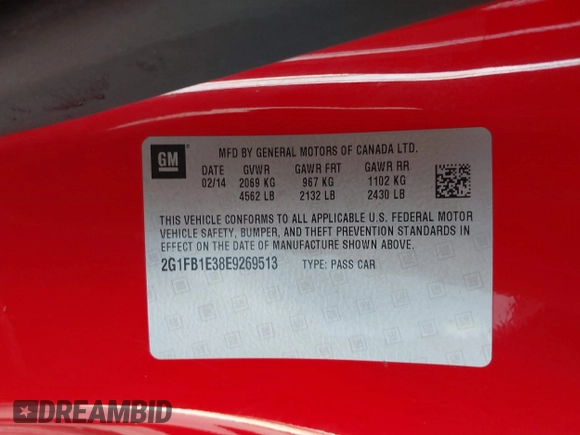 GM
MFD BY GENERAL MOTORS OF CANADA LTD.
DATE GVWR GAWR FRT GAWR RR
02/14 2069 KG 967 KG 1102 KG
4562 LB 2132 LB 2430 LB
THIS VEHICLE CONFORMS TO ALL APPLICABLE U.S. FEDERAL MOTOR
VEHICLE SAFETY, BUMPER, AND THEFT PREVENTION STANDARDS IN
EFFECT ON THE DATE OF MANUFACTURE SHOWN ABOVE.
2G1FB1E38E9269513 TYPE: PASS CAR
DREAMBID